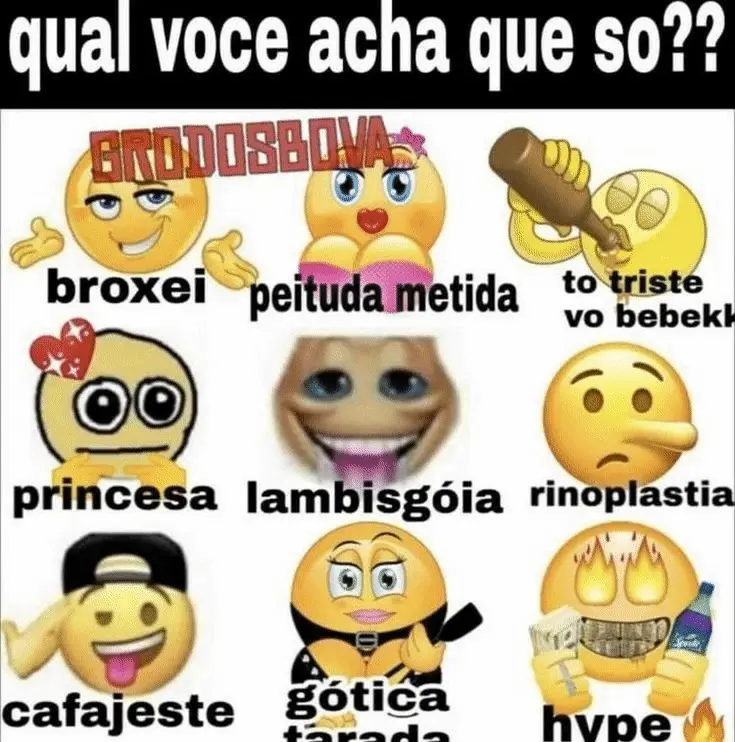 qual voce acha que so??
GRODOSBOVA
broxei
peituda metida
to triste
vo bebekk
princesa
lambisgóia
rinoplastia
cafajeste
gótica
tarada
hype